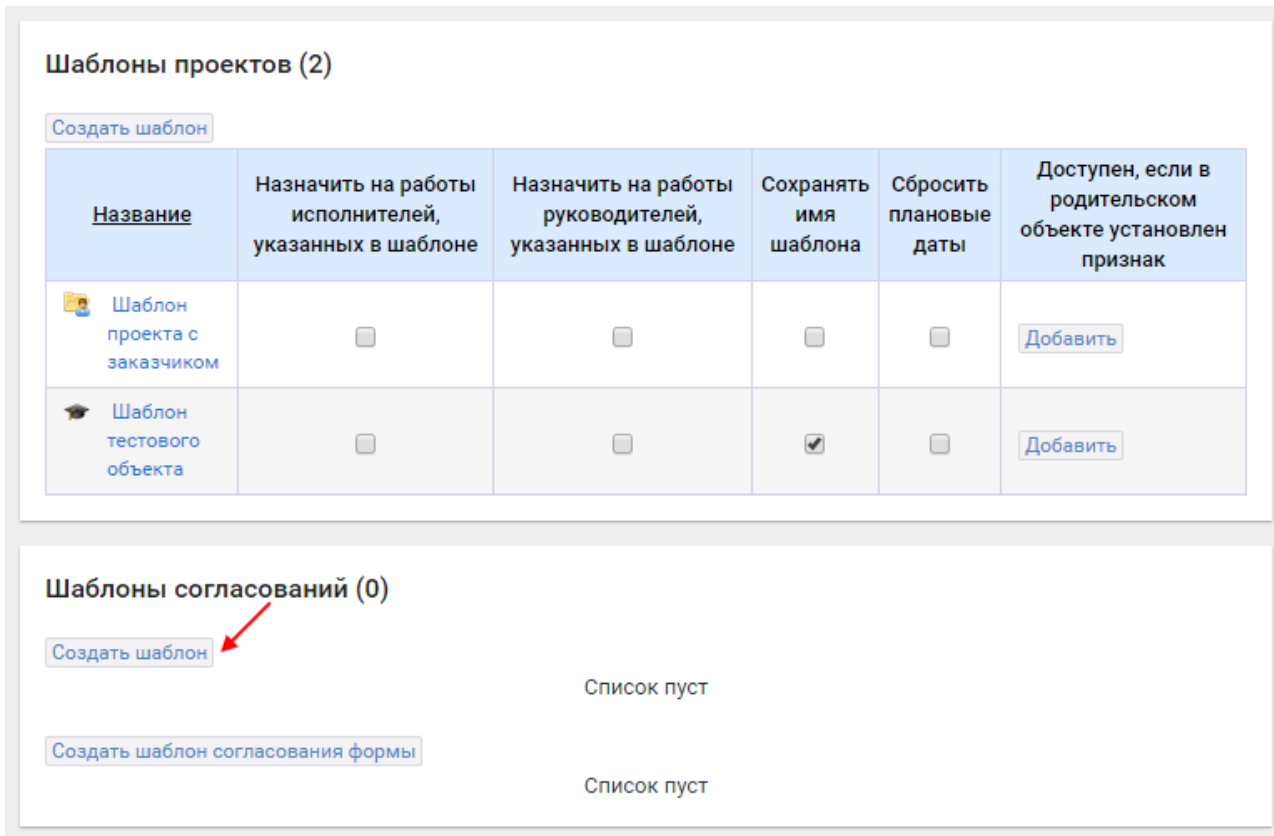 Шаблоны проектов (2)
Создать шаблон
Название
Назначить на работы
исполнителей,
указанных в шаблоне
Назначить на работы
руководителей,
указанных в шаблоне
Сохранять
имя
шаблона
Сбросить
плановые
даты
Доступен, если в
родительском
объекте установлен
признак
Шаблон
проекта с
заказчиком
Добавить
Шаблон
тестового
объекта
Добавить
Шаблоны согласований (0)
Создать шаблон
Список пуст
Создать шаблон согласования формы
Список пуст